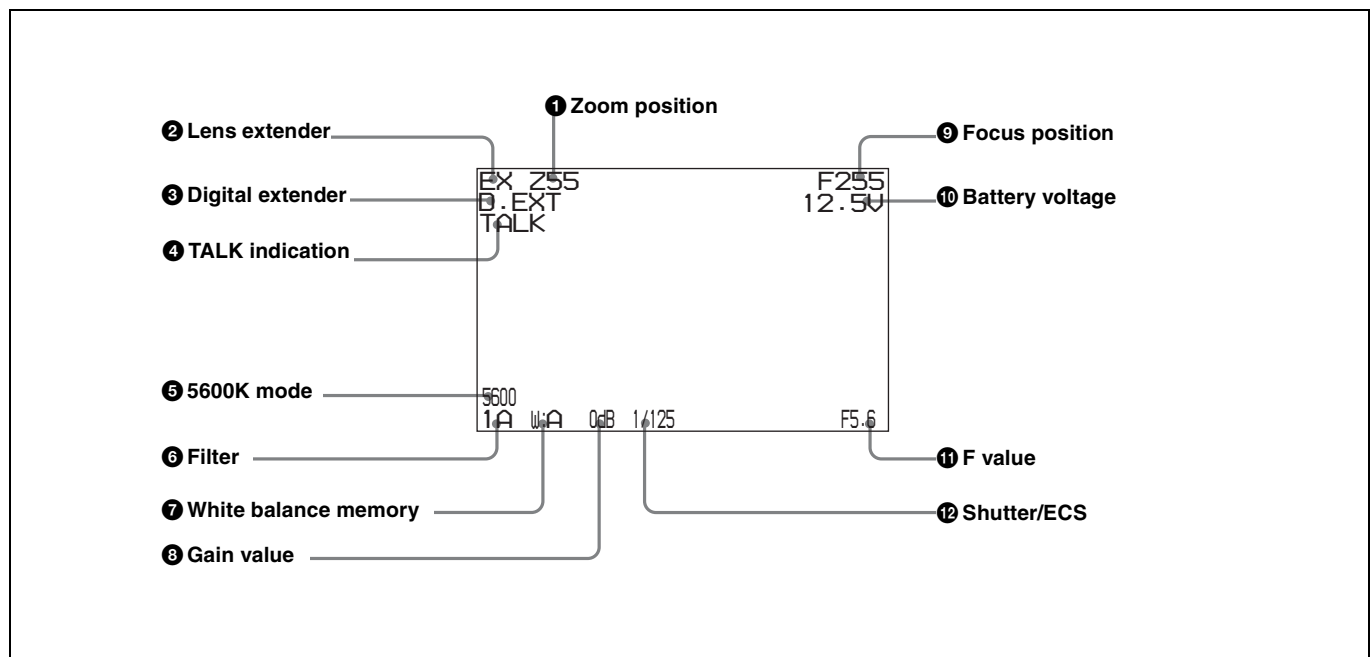 ❶ Zoom position
❷ Lens extender
❾ Focus position
EX Z55 F255
❸ Digital extender
D.EXT 12.5V
❿ Battery voltage
TALK
❹ TALK indication
❺ 5600K mode
5600
1A W:A 0dB 1/125 F5.6
❻ Filter
⓫ F value
❼ White balance memory
⓬ Shutter/ECS
❽ Gain value